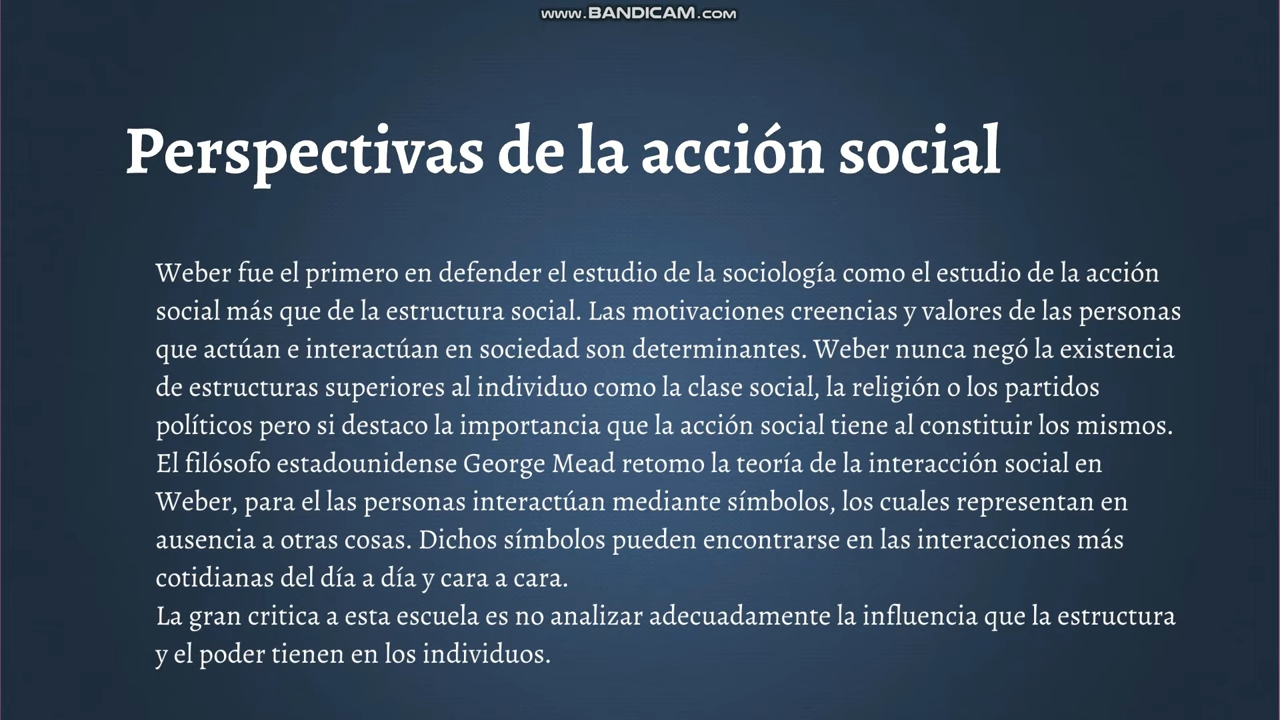 www.BANDICAM.com
Perspectivas de la acción social
Weber fue el primero en defender el estudio de la sociología como el estudio de la acción
social más que de la estructura social. Las motivaciones creencias y valores de las personas
que actúan e interactúan en sociedad son determinantes. Weber nunca negó la existencia
de estructuras superiores al individuo como la clase social, la religión o los partidos
políticos pero si destaco la importancia que la acción social tiene al constituir los mismos.
El filósofo estadounidense George Mead retomo la teoría de la interacción social en
Weber, para el las personas interactúan mediante símbolos, los cuales representan en
ausencia a otras cosas. Dichos símbolos pueden encontrarse en las interacciones más
cotidianas del día a día y cara a cara.
La gran critica a esta escuela es no analizar adecuadamente la influencia que la estructura
y el poder tienen en los individuos.